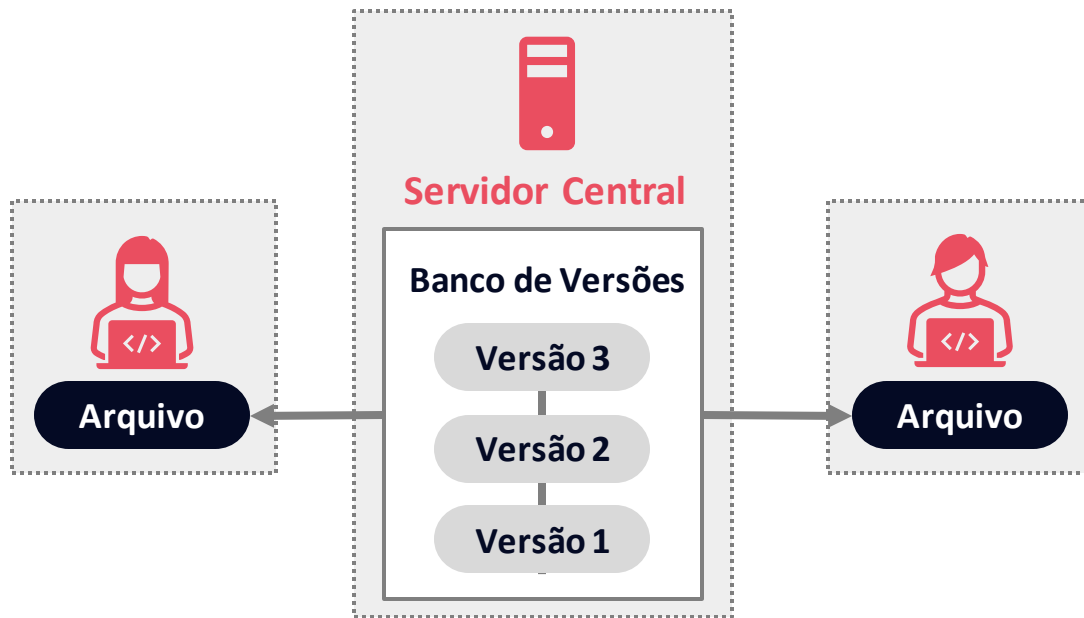 Servidor Central
Banco de Versões
Versão 3
Versão 2
Versão 1
</>
Arquivo
</>
Arquivo